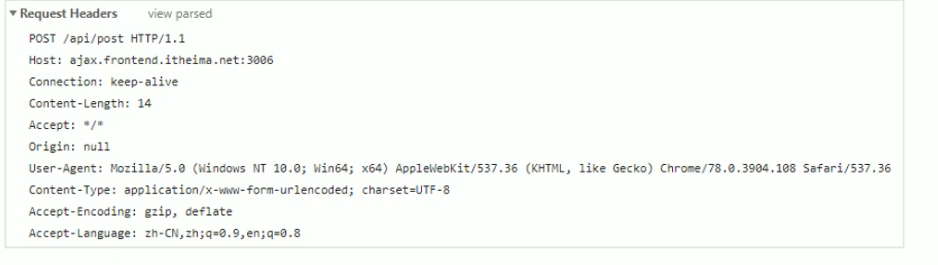 ▼Request Headers view parsed
POST /api/post HTTP/1.1
Host: ajax.frontend.itheima.net:3006
Connection: keep-alive
Content-Length: 14
Accept: */*
Origin: null
User-Agent: Mozilla/5.0 (Windows NT 10.0; Win64; x64) AppleWebKit/537.36 (KHTML, like Gecko) Chrome/78.0.3904.108 Safari/537.36
Content-Type: application/x-www-form-urlencoded; charset=UTF-8
Accept-Encoding: gzip, deflate
Accept-Language: zh-CN,zh;q=0.9,en;q=0.8